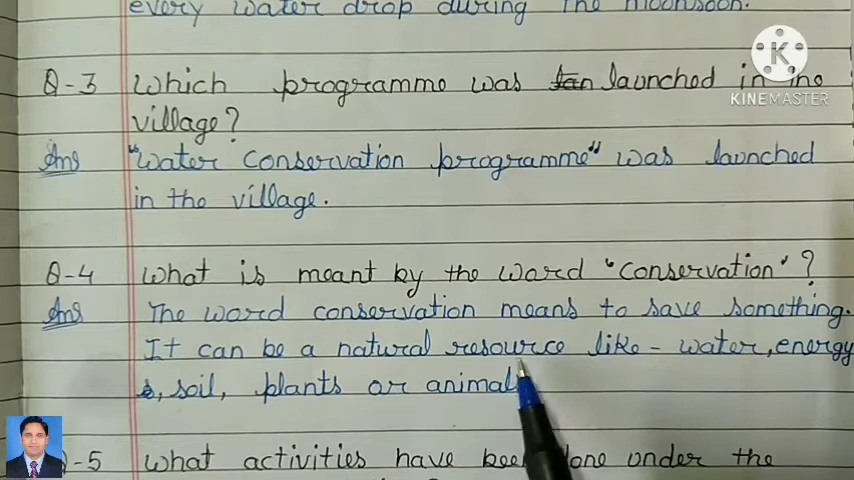 every water drop during the moonsoon.
Q-3 Which programme was launched in the
village?
Ans "Water conservation programme" was launched
in the village.
Q-4 What is meant by the word "conservation"?
Ans The word conservation means to save something.
It can be a natural resource like - water, energy
, soil, plants or animal
Q-5 What activities have been done under the
KINEMASTER